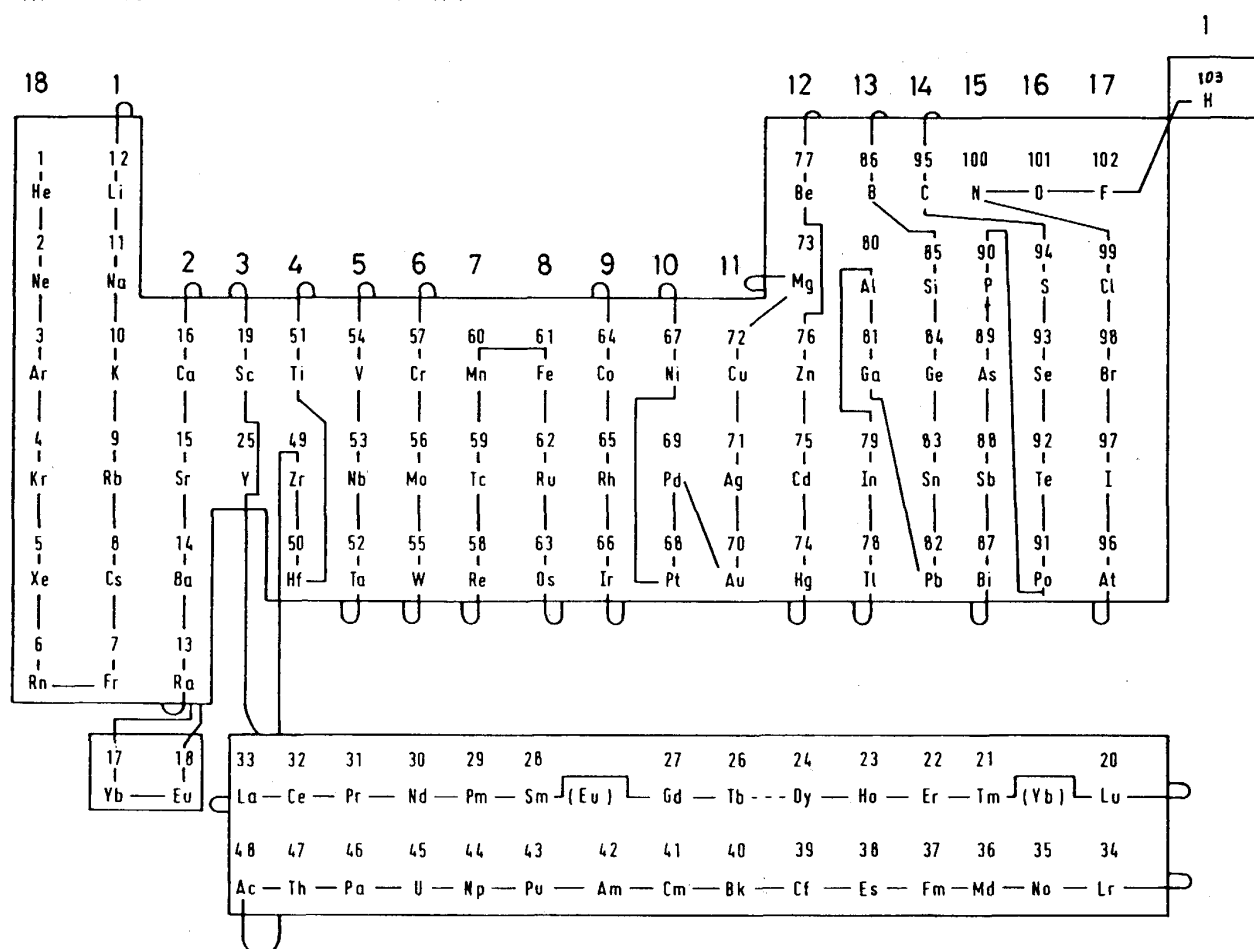 1
18 1 12 13 14 15 16 17 103
H
1 12 77 86 95 100 101 102
He Li Be B C N O F
2 11 73 80 85 90 94 99
Ne Na Mg Al Si P S Cl
2 3 4 5 6 7 8 9 10 11
3 10 16 19 51 54 57 60 61 64 67 72 76 81 84 89 93 98
Ar K Ca Sc Ti V Cr Mn Fe Co Ni Cu Zn Ga Ge As Se Br
4 9 15 25 49 53 56 59 62 65 69 71 75 79 83 88 92 97
Kr Rb Sr Y Zr Nb Mo Tc Ru Rh Pd Ag Cd In Sn Sb Te I
5 8 14 50 52 55 58 63 66 68 70 74 78 82 87 91 96
Xe Cs Ba Hf Ta W Re Os Ir Pt Au Hg Tl Pb Bi Po At
6 7 13
Rn Fr Ra
17 18 33 32 31 30 29 28 27 26 24 23 22 21 20
Yb Eu La Ce Pr Nd Pm Sm (Eu) Gd Tb Dy Ho Er Tm (Yb) Lu
48 47 46 45 44 43 42 41 40 39 38 37 36 35 34
Ac Th Pa U Np Pu Am Cm Bk Cf Es Fm Md No Lr